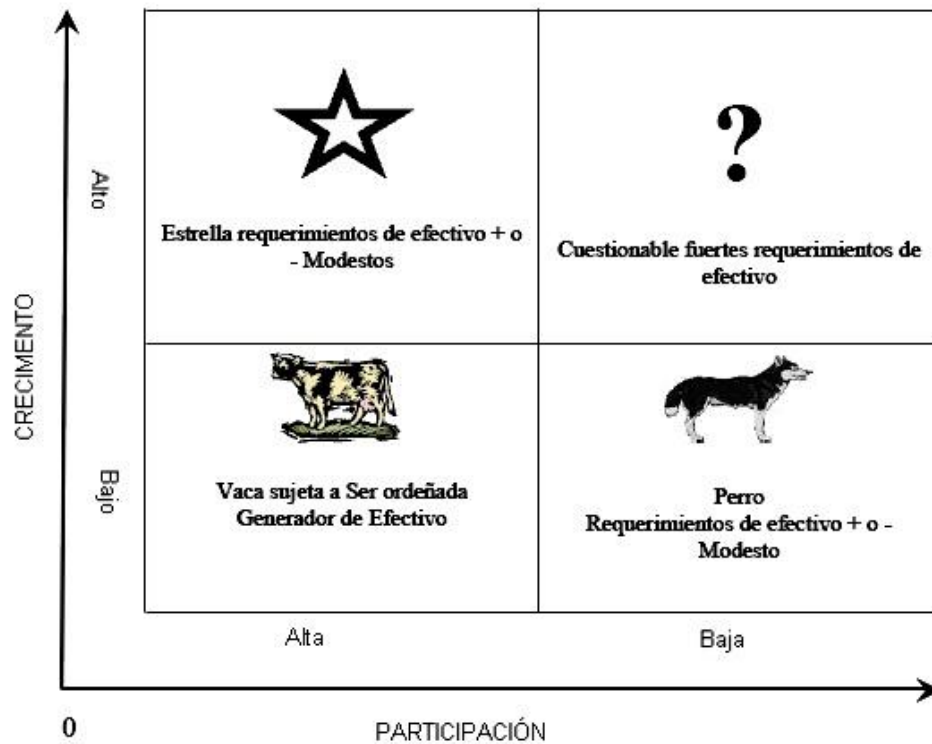 ?
Alto
Estrella requerimientos de efectivo + o
- Modestos
Cuestionable fuertes requerimientos de
efectivo
CRECIMENTO
Bajo
Vaca sujeta a Ser ordeñada
Generador de Efectivo
Perro
Requerimientos de efectivo + o -
Modesto
Alta
Baja
0
PARTICIPACIÓN